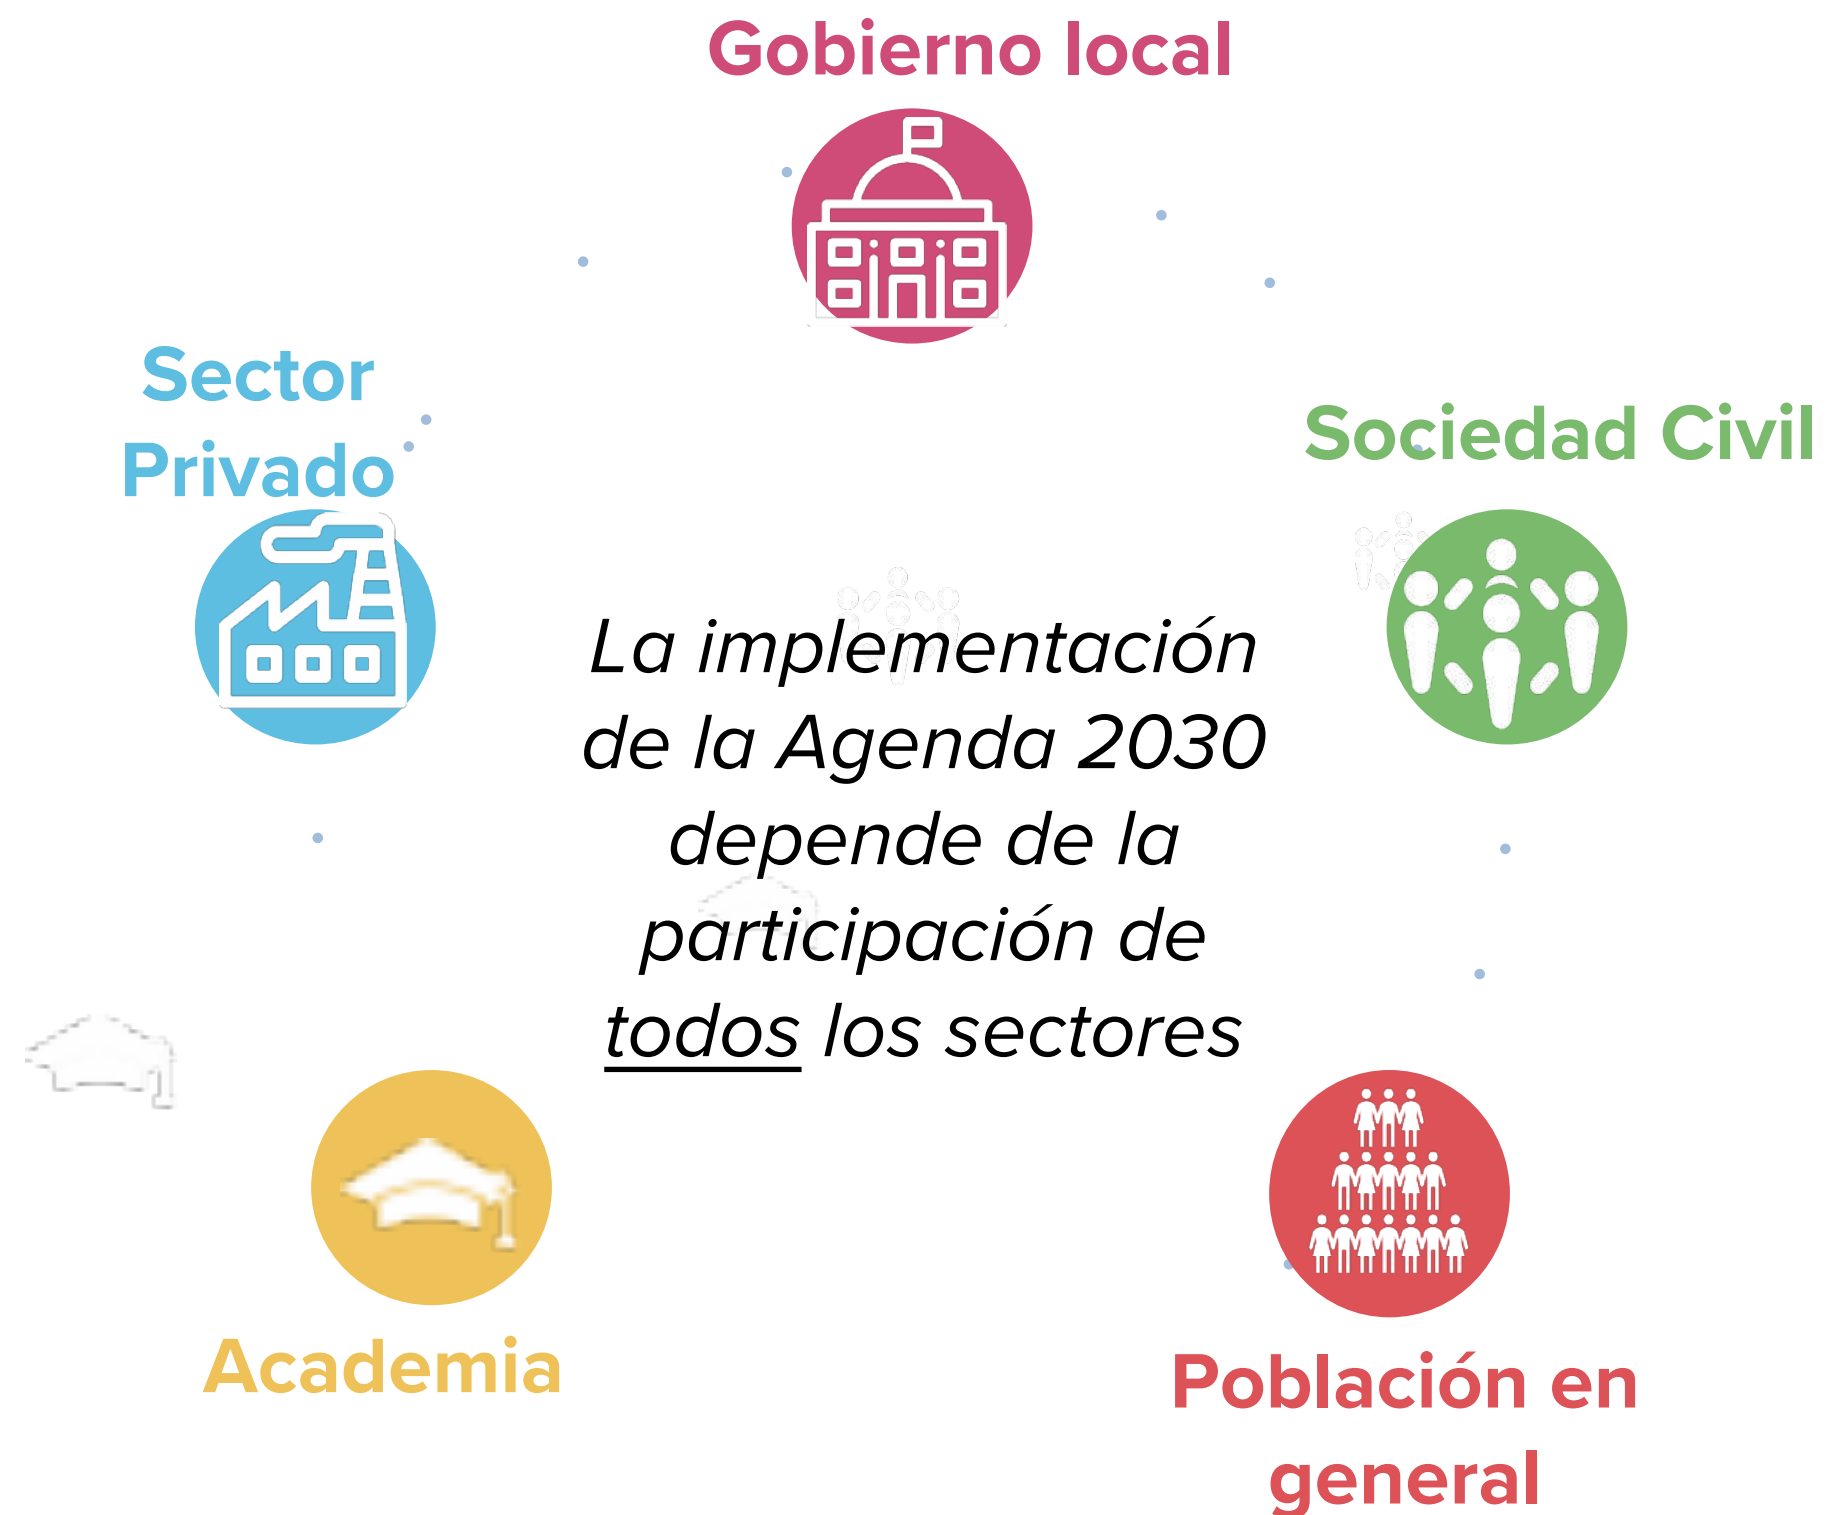 Gobierno local
Sector
Privado
Sociedad Civil
La implementación
de la Agenda 2030
depende de la
participación de
todos los sectores
Academia
Población en
general